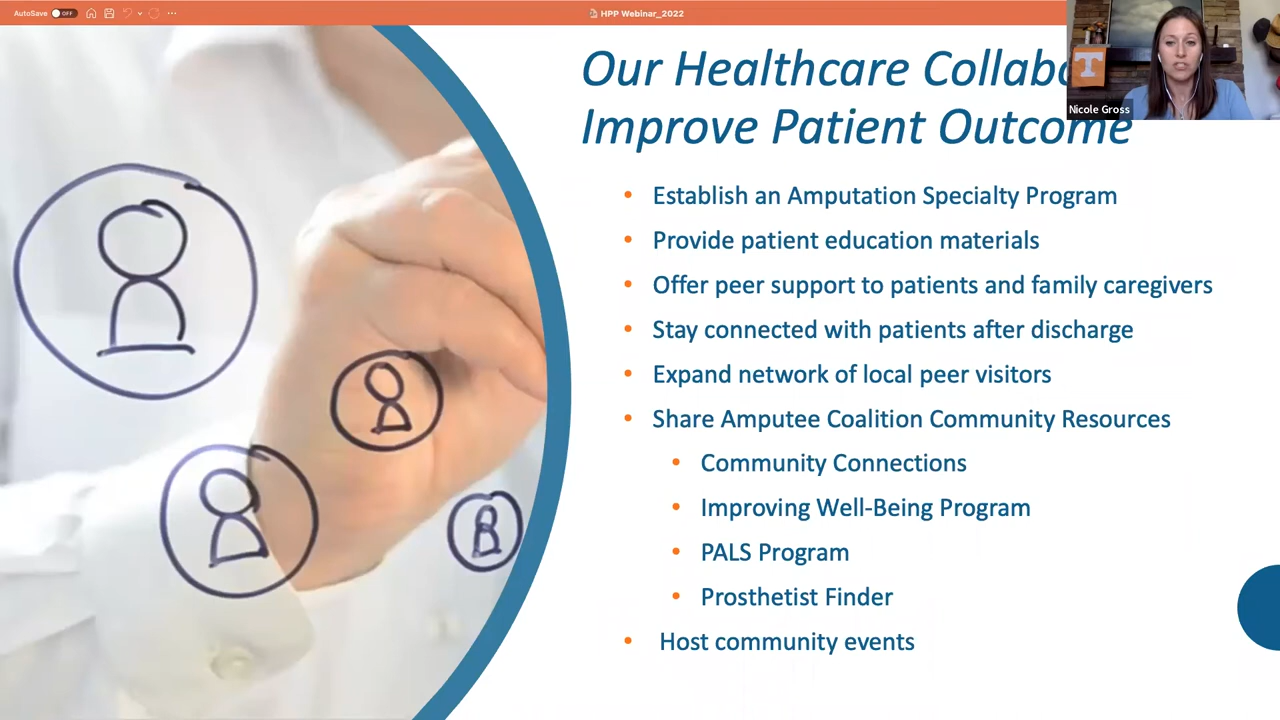 AutoSave OFF
HPP Webinar_2022
T
Nicole Gross
Our Healthcare
Improve Patient Outcome
• Establish an Amputation Specialty Program
• Provide patient education materials
• Offer peer support to patients and family caregivers
• Stay connected with patients after discharge
• Expand network of local peer visitors
• Share Amputee Coalition Community Resources
• Community Connections
• Improving Well-Being Program
• PALS Program
• Prosthetist Finder
• Host community events